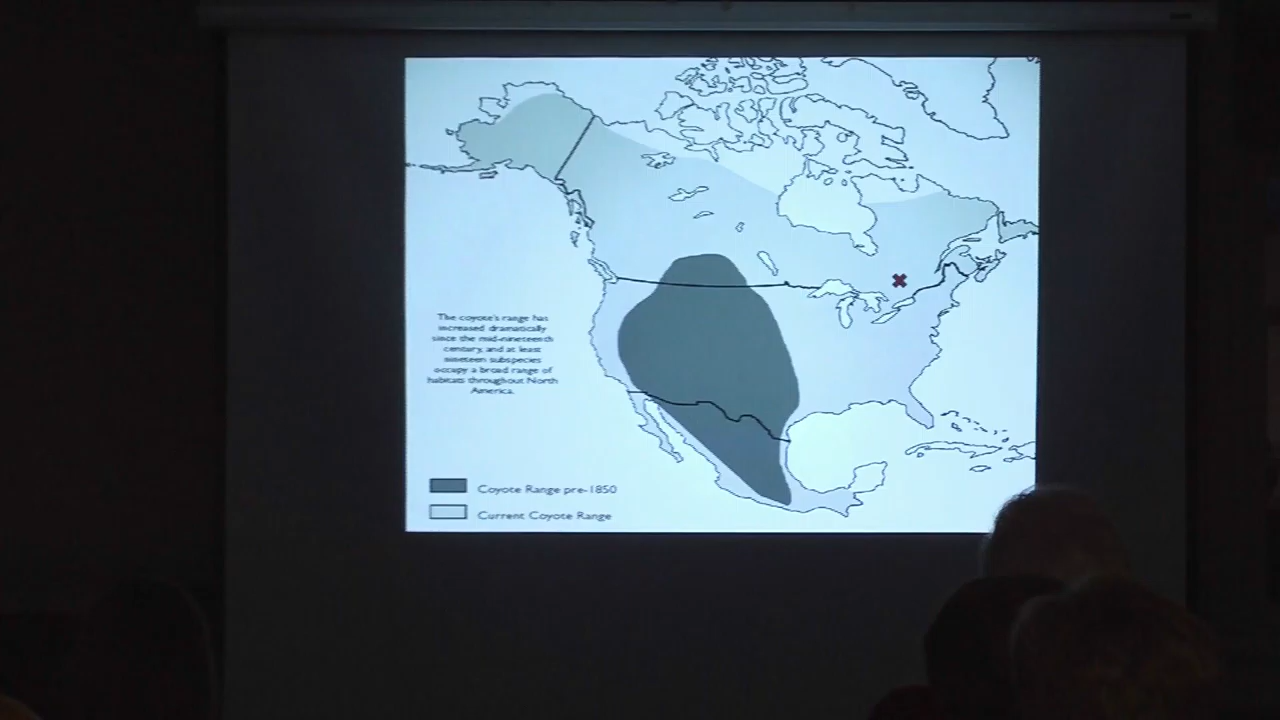 The coyote's range has
increased dramatically
since the mid-nineteenth
century, and at least
nineteen subspecies
occupy a broad range of
habitats throughout North
America.
Coyote Range pre-1850
Current Coyote Range